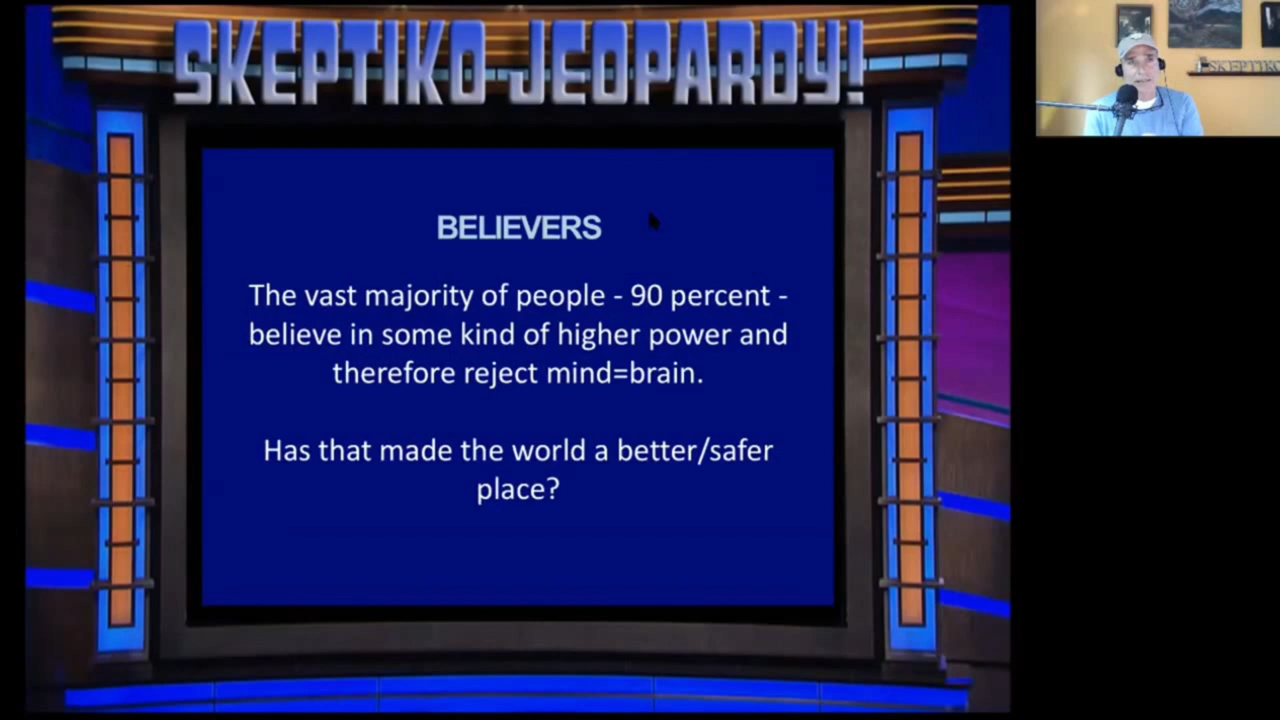 SKEPTIKO JEOPARDY!
SKEPTIKO
BELIEVERS
The vast majority of people - 90 percent -
believe in some kind of higher power and
therefore reject mind=brain.
Has that made the world a better/safer
place?